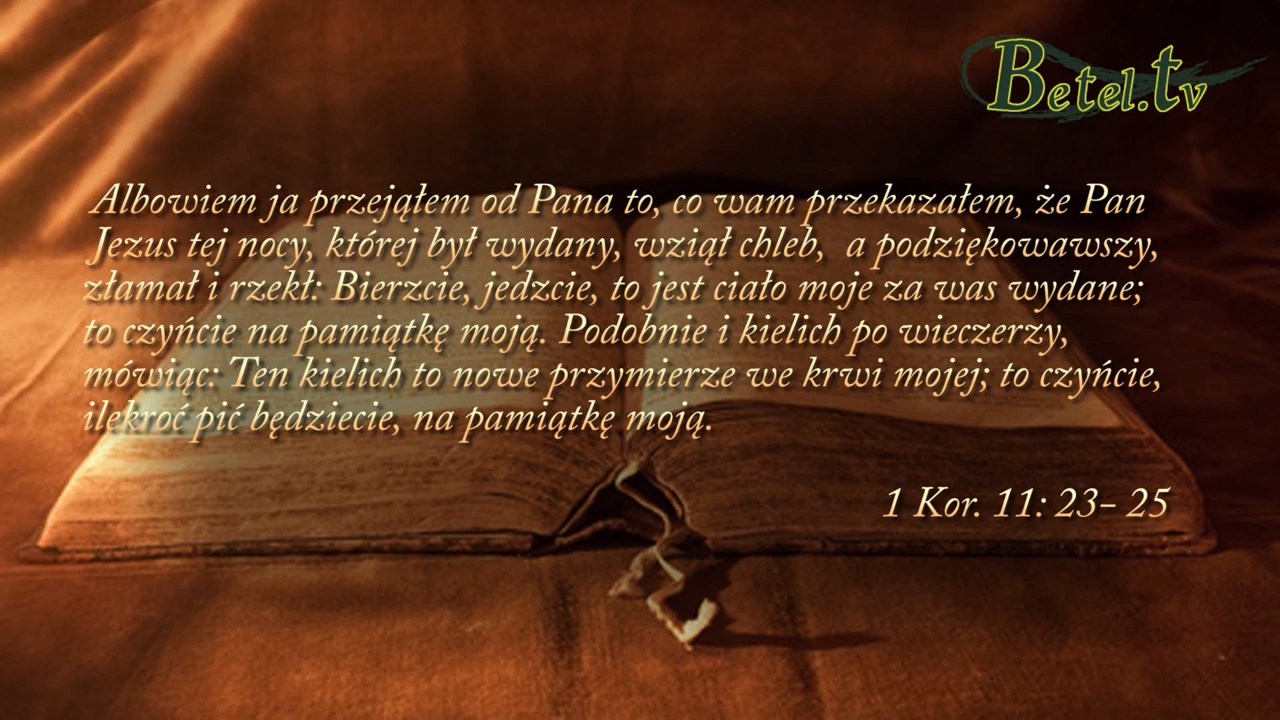 Betel.tv
Albowiem ja przejąłem od Pana to, co wam przekazałem, że Pan
Jezus tej nocy, której był wydany, wziął chleb, a podziękowawszy,
złamał i rzekł: Bierzcie, jedzcie, to jest ciało moje za was wydane;
to czyńcie na pamiątkę moją. Podobnie i kielich po wieczerzy,
mówiąc: Ten kielich to nowe przymierze we krwi mojej; to czyńcie,
ilekroć pić będziecie, na pamiątkę moją.
1 Kor. 11: 23- 25